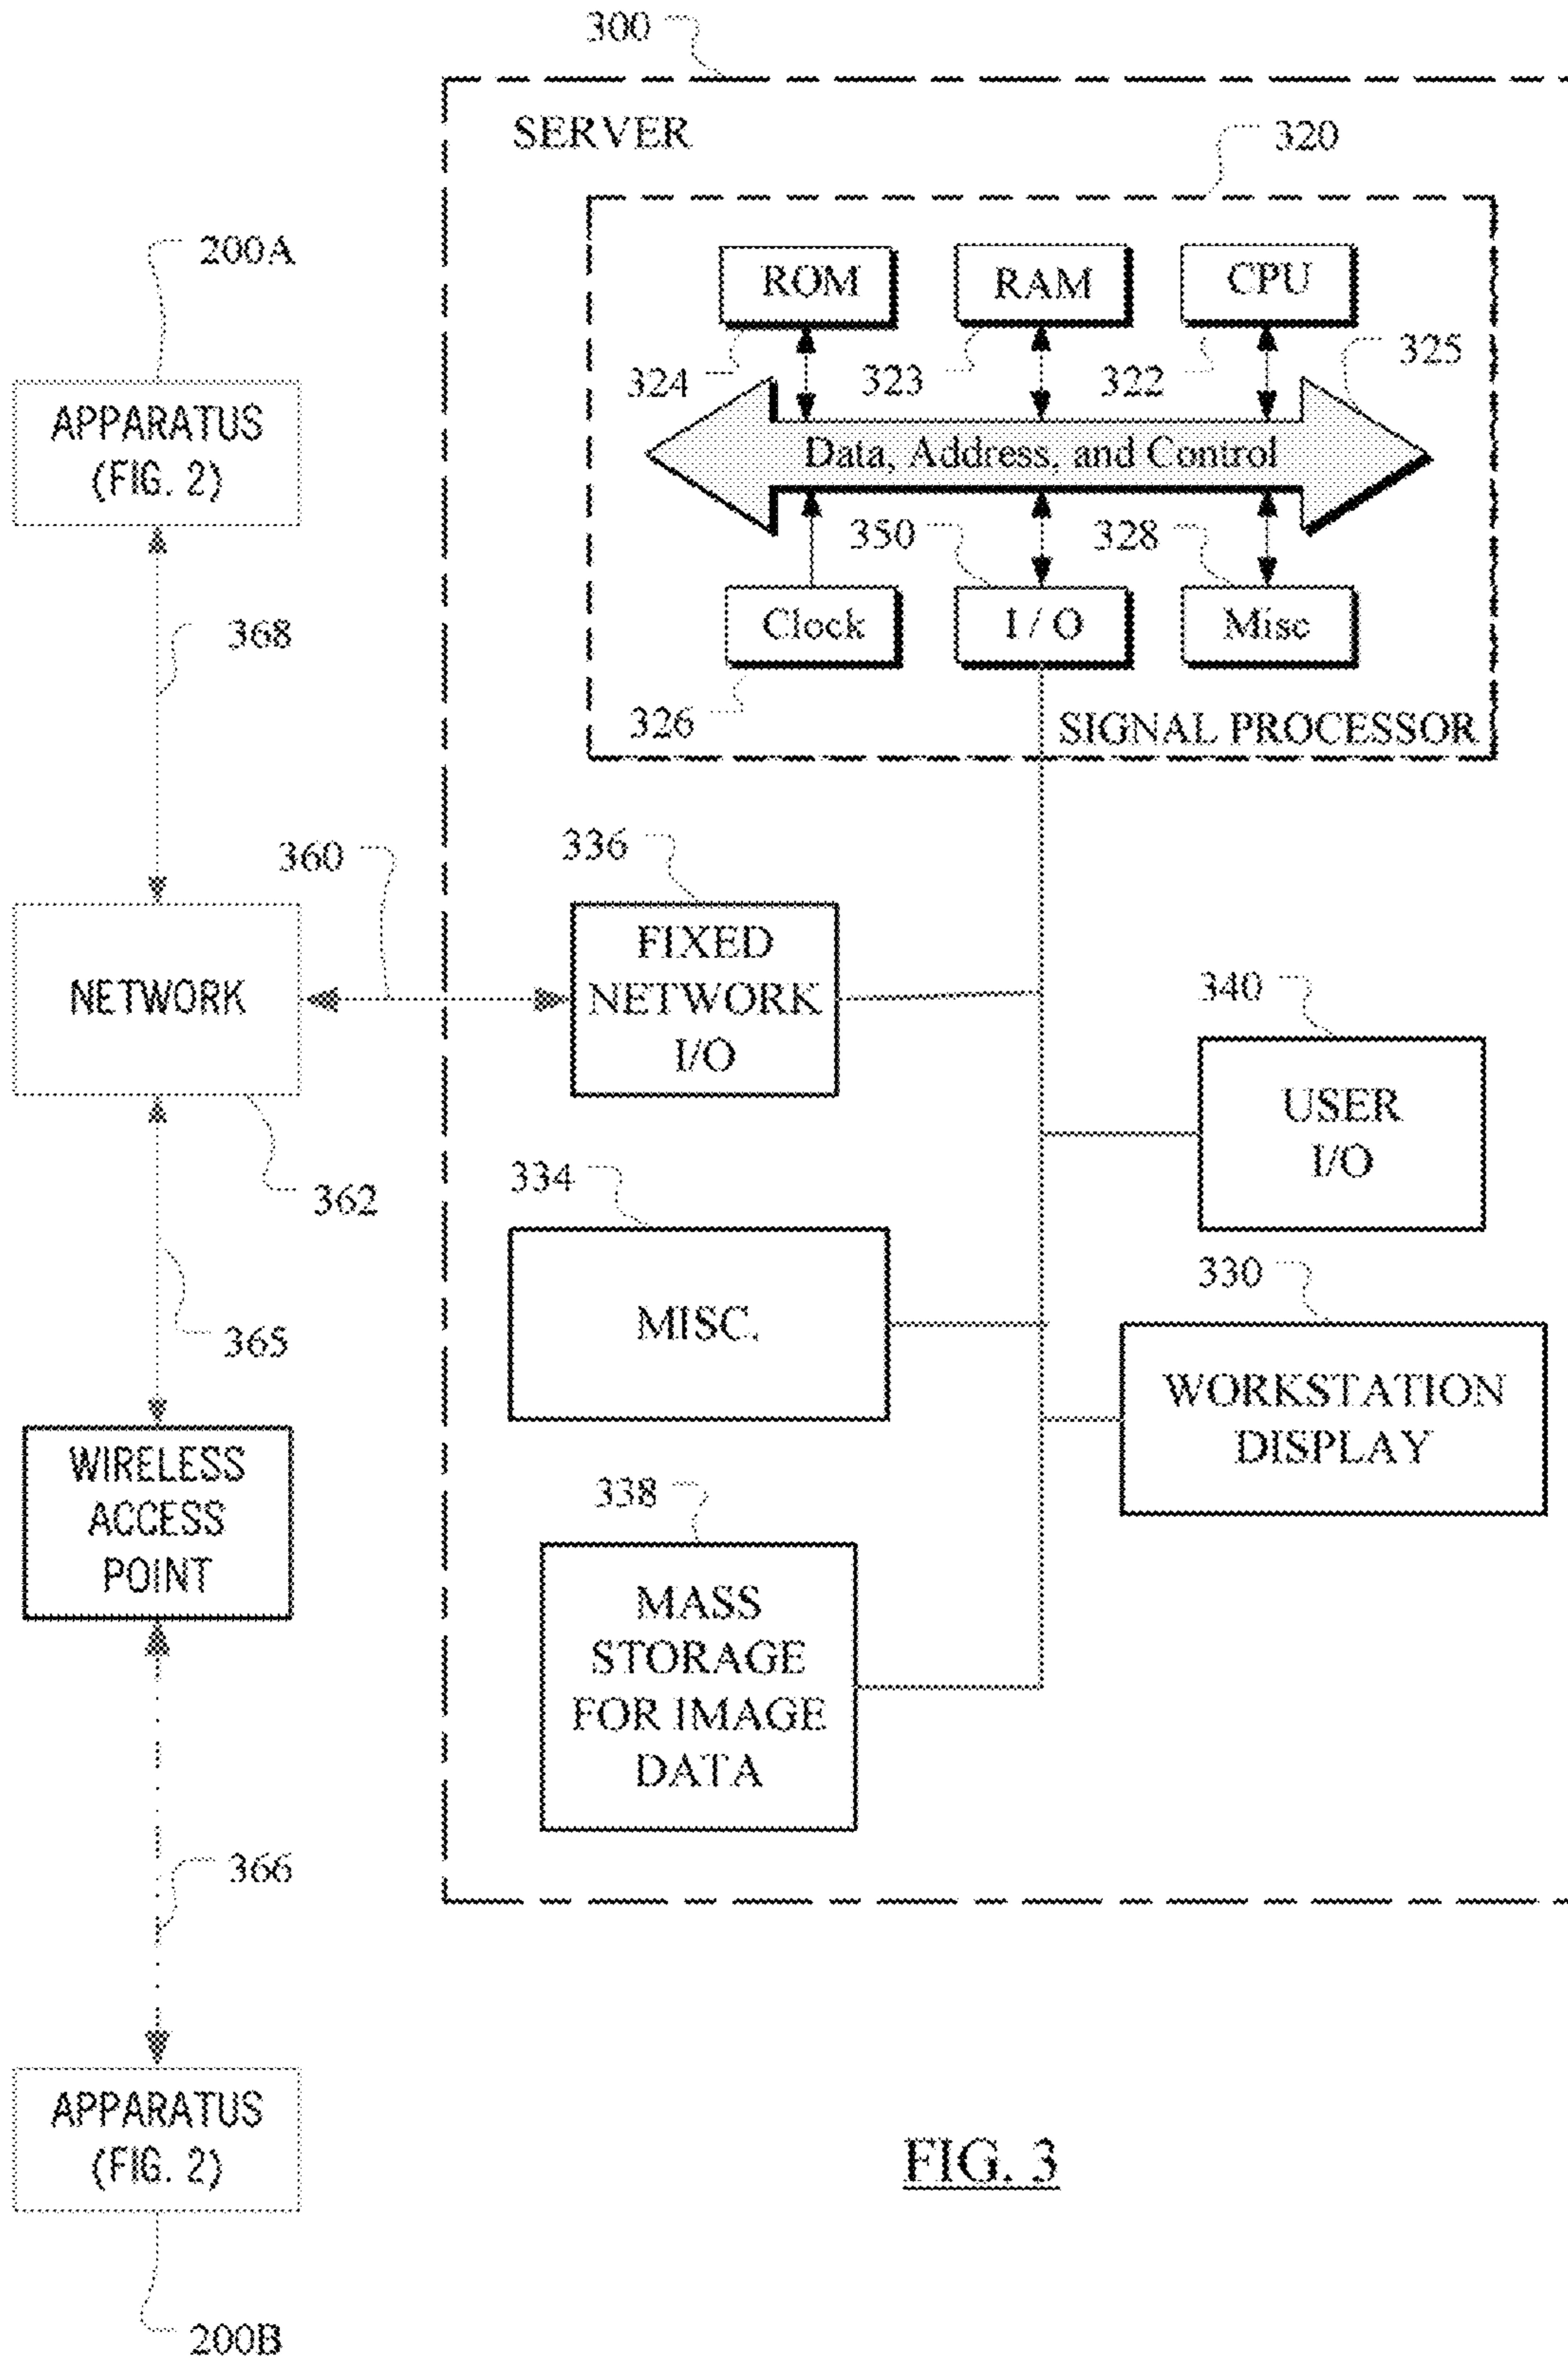 300
SERVER
320
200A
ROM
RAM
CPU
324
323
322
325
APPARATUS
(FIG. 2)
Data, Address, and Control
350
328
368
Clock
I / O
Misc
326
SIGNAL PROCESSOR
360
336
FIXED
NETWORK
I/O
NETWORK
340
USER
I/O
362
334
MISC.
330
365
WORKSTATION
DISPLAY
WIRELESS
ACCESS
POINT
338
MASS
STORAGE
FOR IMAGE
DATA
366
APPARATUS
(FIG. 2)
FIG. 3
200B